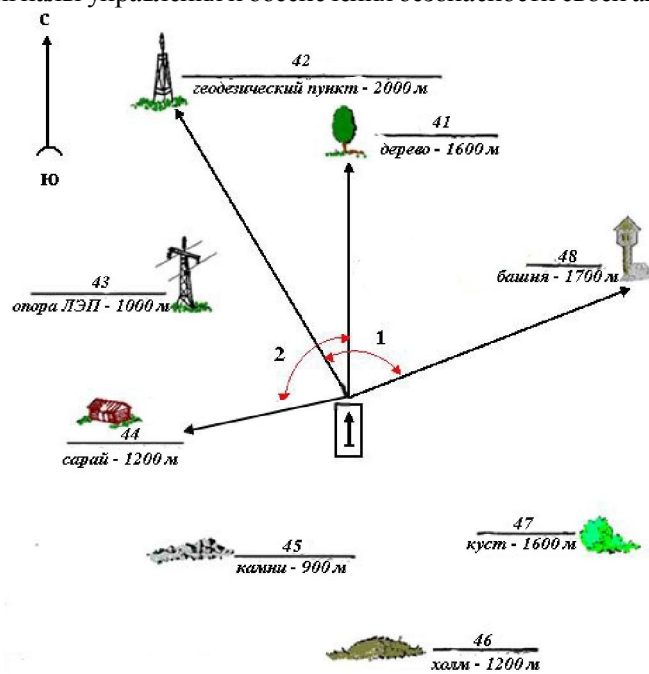 С
42
геодезический пункт - 2000 м
41
дерево - 1600 м
Ю
48
башня - 1700 м
43
опора ЛЭП - 1000 м
2
1
44
сарай - 1200 м
47
куст - 1600 м
45
камни - 900 м
46
холм - 1200 м